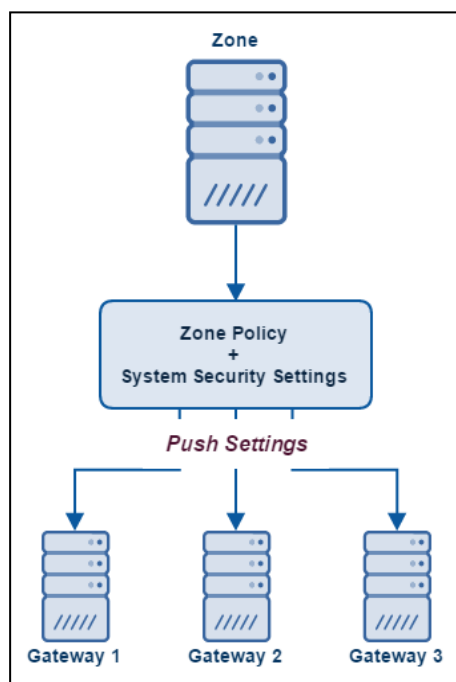 Zone
Zone Policy
+
System Security Settings
Push Settings
Gateway 1
Gateway 2
Gateway 3